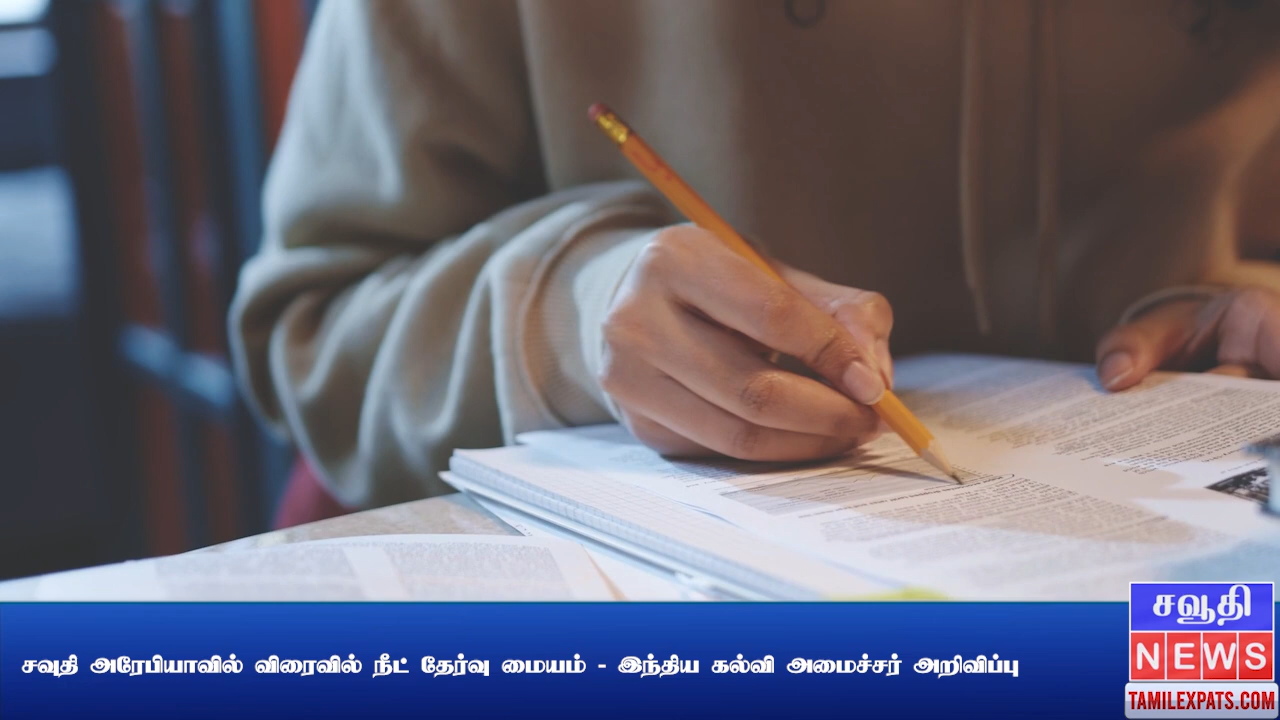 சவுதி அரேபியாவில் விரைவில் நீட் தேர்வு மையம் - இந்திய கல்வி அமைச்சர் அறிவிப்பு
சவூதி
NEWS
TAMILEXPATS.COM